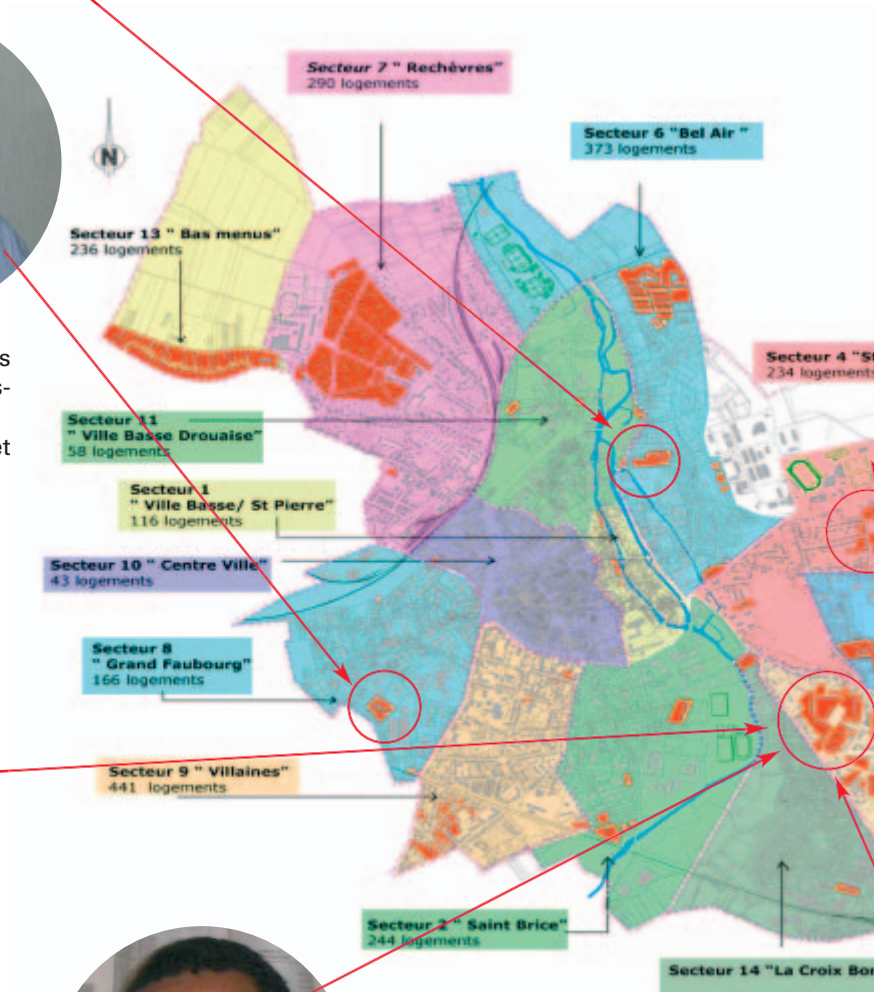 Secteur 7 " Rechèvres"
290 logements
Secteur 6 "Bel Air "
373 logements
N
Secteur 13 " Bas menus"
236 logements
s
s-
et
Secteur 4 "St
234 logements
Secteur 11
" Ville Basse Drouaise"
58 logements
Secteur 1
" Ville Basse/ St Pierre"
116 logements
Secteur 10 " Centre Ville"
43 logements
Secteur 8
" Grand Faubourg"
166 logements
Secteur 9 " Villaines"
441 logements
Secteur 2 " Saint Brice"
244 logements
Secteur 14 "La Croix Bon